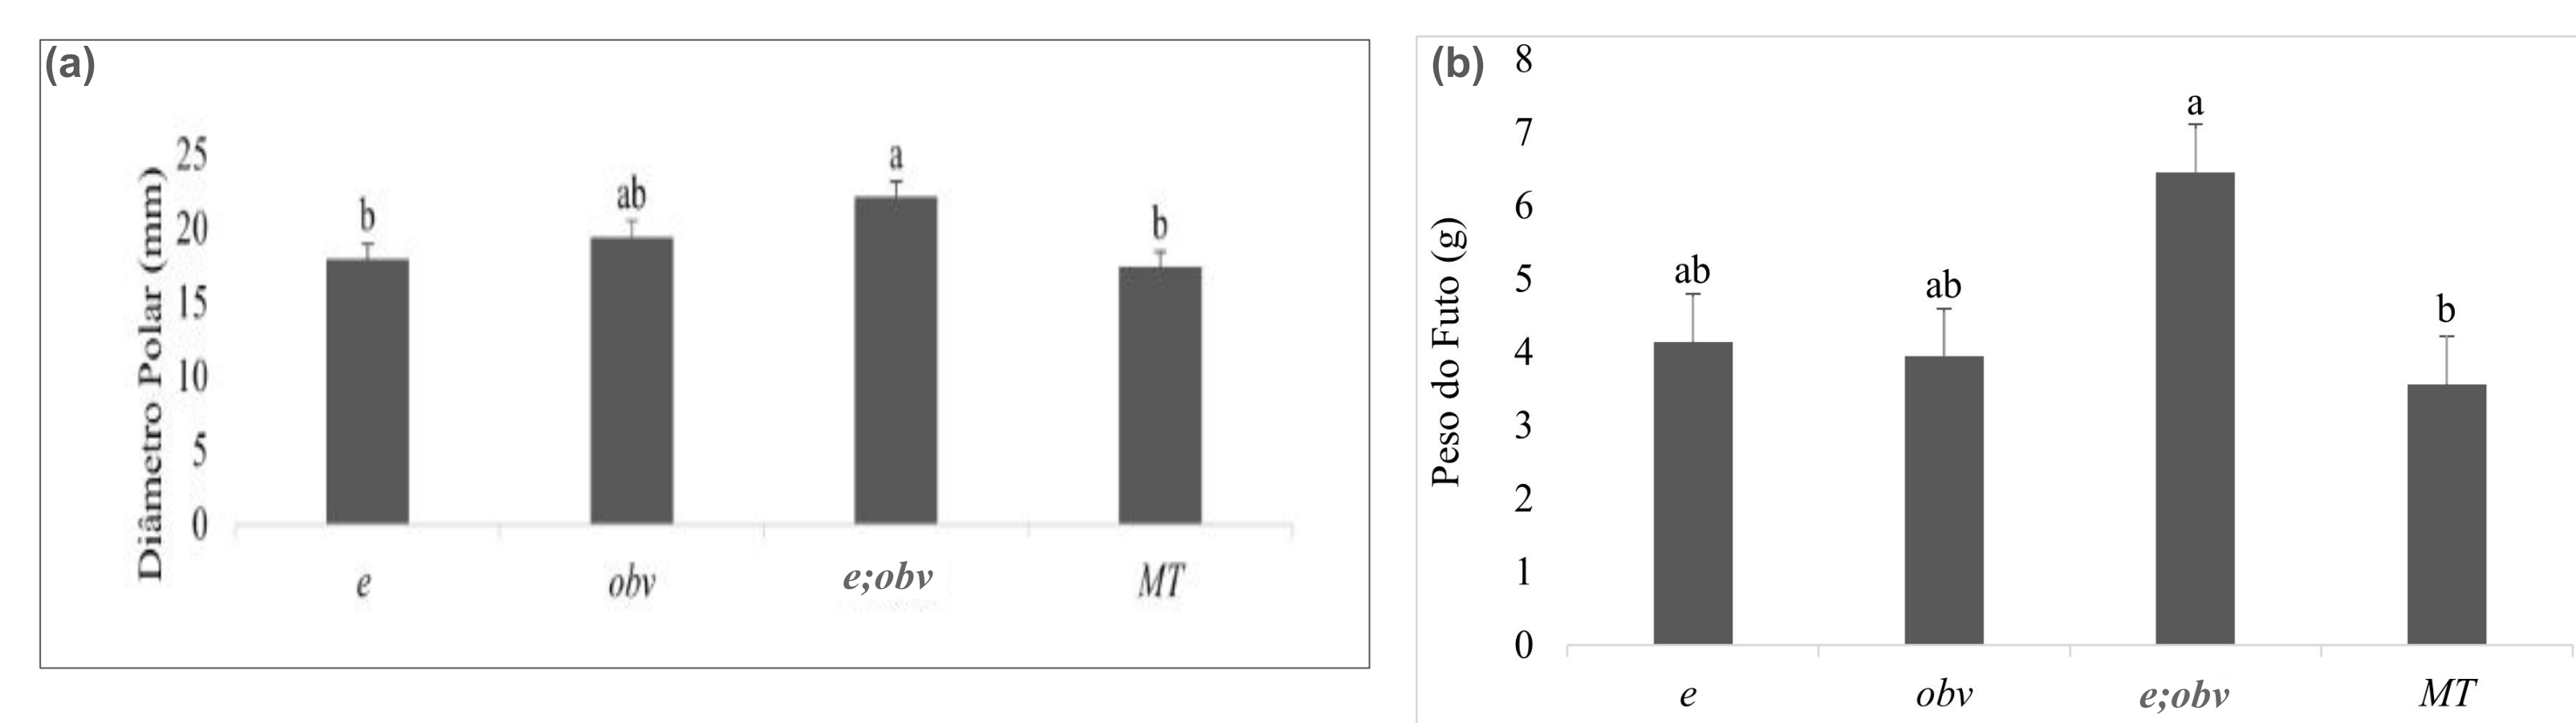 (a)
Diâmetro Polar (mm)
25
20
15
10
5
0
b
ab
a
b
e
obv
e;obv
MT
(b)
Peso do Futo (g)
8
7
6
5
4
3
2
1
0
ab
ab
a
b
e
obv
e;obv
MT